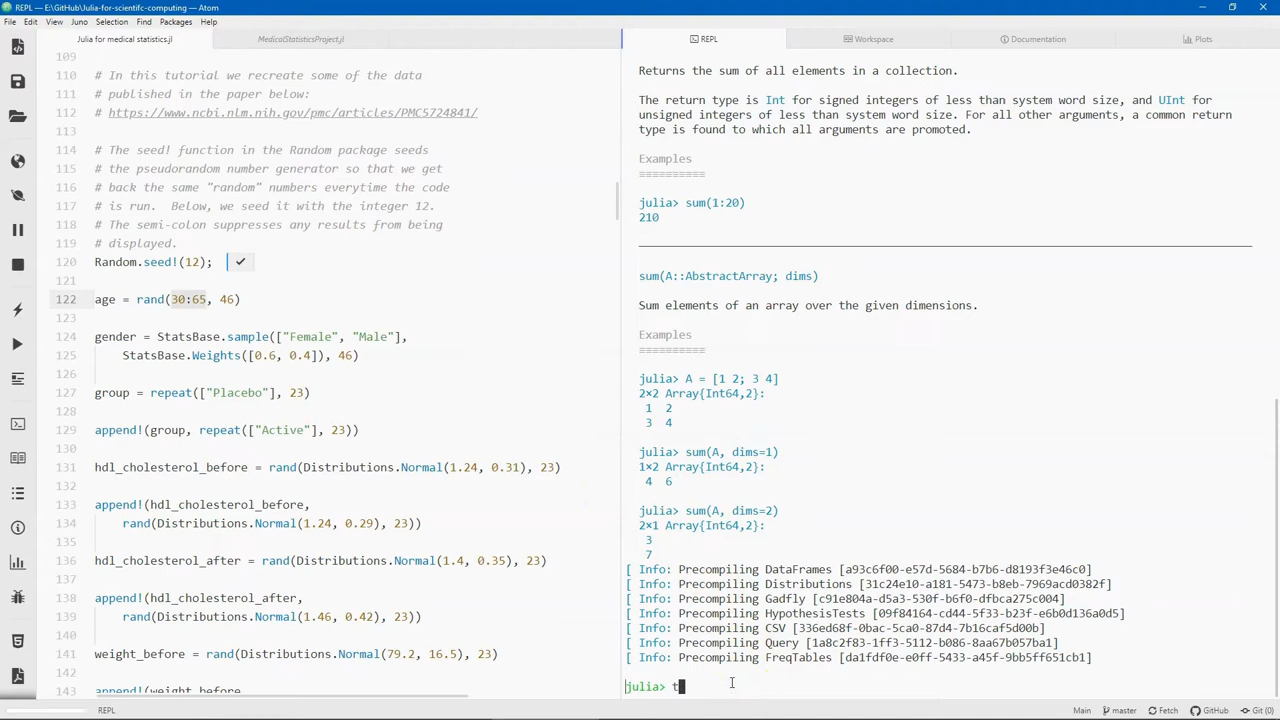 REPL — E:\GitHub\Julia-for-scientifc-computing — Atom
File Edit View Juno Selection Find Packages Help
Julia for medical statistics.jl
MedicalStatisticsProject.jl
109
110 # In this tutorial we recreate some of the data
111 # published in the paper below:
112 # https://www.ncbi.nlm.nih.gov/pmc/articles/PMC5724841/
113
114 # The seed! function in the Random package seeds
115 # the pseudorandom number generator so that we get
116 # back the same "random" numbers everytime the code
117 # is run.  Below, we seed it with the integer 12.
118 # The semi-colon suppresses any results from being
119 # displayed.
120 Random.seed!(12);
121
122 age = rand(30:65, 46)
123
124 gender = StatsBase.sample(["Female", "Male"],
125     StatsBase.Weights([0.6, 0.4]), 46)
126
127 group = repeat(["Placebo"], 23)
128
129 append!(group, repeat(["Active"], 23))
130
131 hdl_cholesterol_before = rand(Distributions.Normal(1.24, 0.31), 23)
132
133 append!(hdl_cholesterol_before,
134     rand(Distributions.Normal(1.24, 0.29), 23))
135
136 hdl_cholesterol_after = rand(Distributions.Normal(1.4, 0.35), 23)
137
138 append!(hdl_cholesterol_after,
139     rand(Distributions.Normal(1.46, 0.42), 23))
140
141 weight_before = rand(Distributions.Normal(79.2, 16.5), 23)
142
143 append!(weight_before
REPL
Workspace
Documentation
Plots
Returns the sum of all elements in a collection.
The return type is Int for signed integers of less than system word size, and UInt for
unsigned integers of less than system word size. For all other arguments, a common return
type is found to which all arguments are promoted.
Examples
==========
julia> sum(1:20)
210
sum(A::AbstractArray; dims)
Sum elements of an array over the given dimensions.
Examples
==========
julia> A = [1 2; 3 4]
2×2 Array{Int64,2}:
1  2
3  4
julia> sum(A, dims=1)
1×2 Array{Int64,2}:
4  6
julia> sum(A, dims=2)
2×1 Array{Int64,2}:
3
7
[ Info: Precompiling DataFrames [a93c6f00-e57d-5684-b7b6-d8193f3e46c0]
[ Info: Precompiling Distributions [31c24e10-a181-5473-b8eb-7969acd0382f]
[ Info: Precompiling Gadfly [c91e804a-d5a3-530f-b6f0-dfbca275c004]
[ Info: Precompiling HypothesisTests [09f84164-cd44-5f33-b23f-e6b0d136a0d5]
[ Info: Precompiling CSV [336ed68f-0bac-5ca0-87d4-7b16caf5d00b]
[ Info: Precompiling Query [1a8c2f83-1ff3-5112-b086-8aa67b057ba1]
[ Info: Precompiling FreqTables [da1fdf0e-e0ff-5433-a45f-9bb5ff651cb1]
julia> t
REPL
Main master Fetch GitHub Git (0)